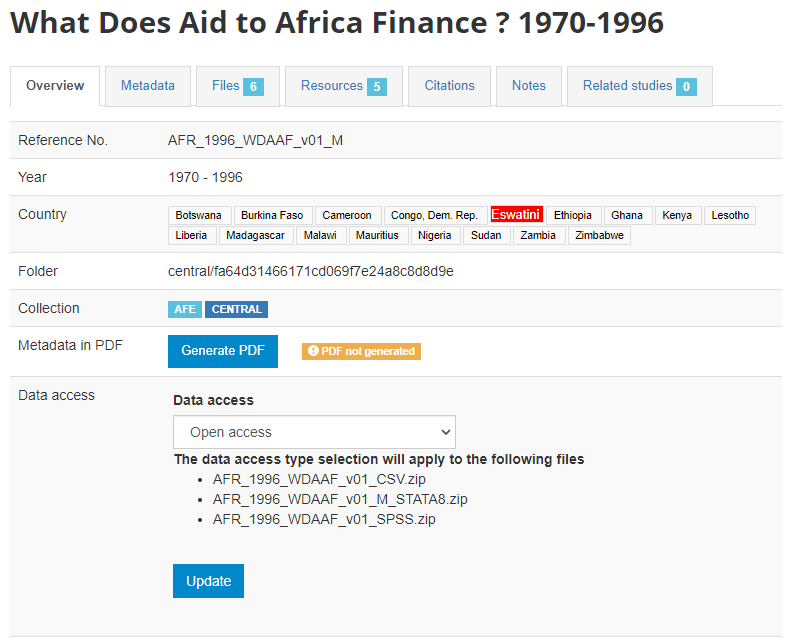 What Does Aid to Africa Finance ? 1970-1996
Overview Metadata Files 6 Resources 5 Citations Notes Related studies 0
Reference No. AFR_1996_WDAAF_v01_M
Year 1970 - 1996
Country Botswana Burkina Faso Cameroon Congo, Dem. Rep. Eswatini Ethiopia Ghana Kenya Lesotho
Liberia Madagascar Malawi Mauritius Nigeria Sudan Zambia Zimbabwe
Folder central/fa64d31466171cd069f7e24a8c8d8d9e
Collection AFE CENTRAL
Metadata in PDF Generate PDF PDF not generated
Data access Data access
Open access
The data access type selection will apply to the following files
• AFR_1996_WDAAF_v01_CSV.zip
• AFR_1996_WDAAF_v01_M_STATA8.zip
• AFR_1996_WDAAF_v01_SPSS.zip
Update